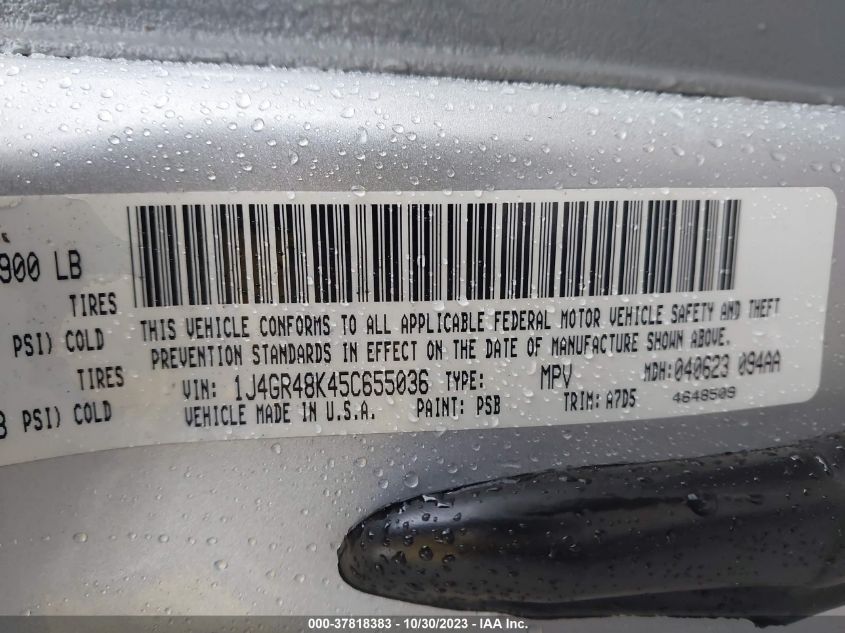 900 LB
TIRES
PSI) COLD
TIRES
PSI) COLD
THIS VEHICLE CONFORMS TO ALL APPLICABLE FEDERAL MOTOR VEHICLE SAFETY AND THEFT
PREVENTION STANDARDS IN EFFECT ON THE DATE OF MANUFACTURE SHOWN ABOVE.
VIN: 1J4GR48K45C655036 TYPE: MPV MDH:040623 094AA
VEHICLE MADE IN U.S.A. PAINT: PSB TRIM: A7D5 4648509
000-37818383 - 10/30/2023 - IAA Inc.